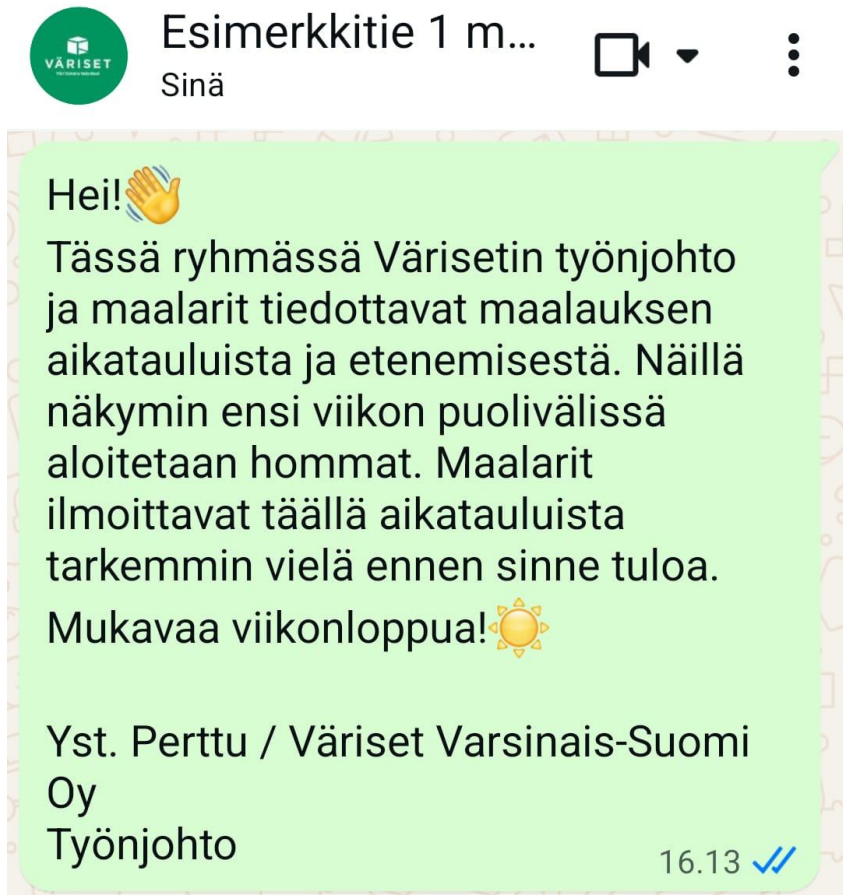 VÄRISET
Esimerkkitie 1 m...
Sinä
Hei!👋
Tässä ryhmässä Värisetin työnjohto
ja maalarit tiedottavat maalauksen
aikatauluista ja etenemisestä. Näillä
näkymin ensi viikon puolivälissä
aloitetaan hommat. Maalarit
ilmoittavat täällä aikatauluista
tarkemmin vielä ennen sinne tuloa.
Mukavaa viikonloppua!☀️
Yst. Perttu / Väriset Varsinais-Suomi
Oy
Työnjohto
16.13